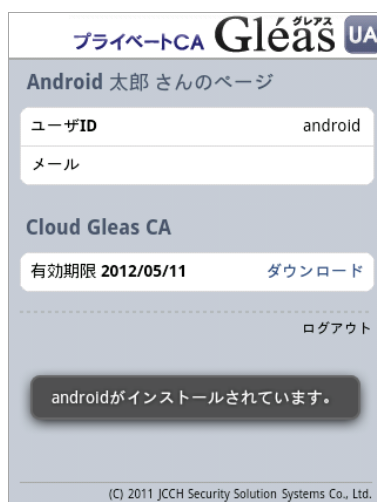 プライベートCA Gléas グレアス UA
Android 太郎 さんのページ
ユーザID android
メール
Cloud Gleas CA
有効期限 2012/05/11 ダウンロード
ログアウト
androidがインストールされています。
(C) 2011 JCCH Security Solution Systems Co., Ltd.